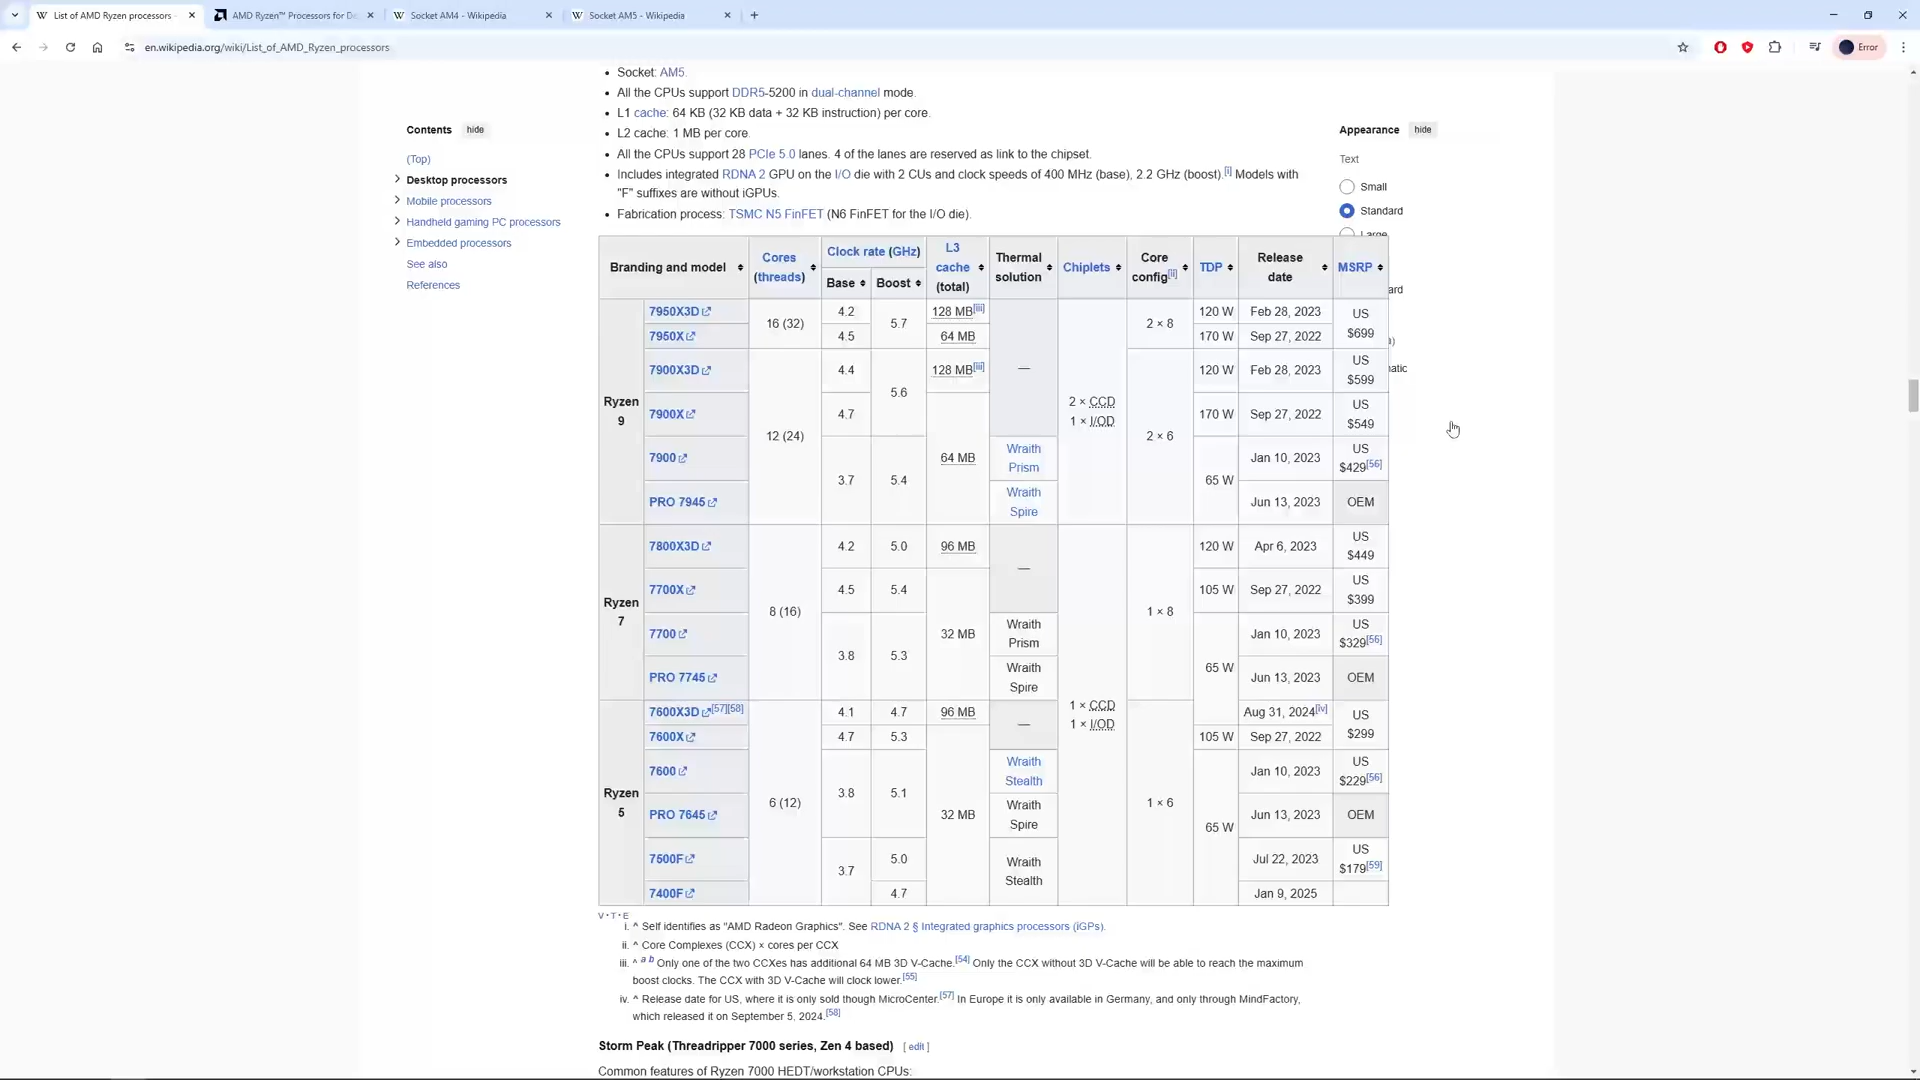 List of AMD Ryzen processors -
AMD Ryzen™ Processors for De
Socket AM4 - Wikipedia
Socket AM5 - Wikipedia
en.wikipedia.org/wiki/List_of_AMD_Ryzen_processors
Error
Contents hide
(Top)
Desktop processors
Mobile processors
Handheld gaming PC processors
Embedded processors
See also
References
Socket: AM5.
All the CPUs support DDR5-5200 in dual-channel mode.
L1 cache: 64 KB (32 KB data + 32 KB instruction) per core.
L2 cache: 1 MB per core.
All the CPUs support 28 PCIe 5.0 lanes. 4 of the lanes are reserved as link to the chipset.
Includes integrated RDNA 2 GPU on the I/O die with 2 CUs and clock speeds of 400 MHz (base), 2.2 GHz (boost).[i] Models with
"F" suffixes are without iGPUs.
Fabrication process: TSMC N5 FinFET (N6 FinFET for the I/O die).
Appearance hide
Text
Small
Standard
Large
Branding and model Cores (threads) Clock rate (GHz) Base Boost L3 cache (total) Thermal solution Chiplets Core config[ii] TDP Release date MSRP
Ryzen 9
7950X3D 16 (32) 4.2 5.7 128 MB[iii] — 2 × CCD 1 × I/OD 2 × 8 120 W Feb 28, 2023 US $699
7950X 4.5 64 MB 170 W Sep 27, 2022
7900X3D 12 (24) 4.4 5.6 128 MB[iii] 2 × 6 120 W Feb 28, 2023 US $599
7900X 4.7 64 MB 170 W Sep 27, 2022 US $549
7900 3.7 5.4 Wraith Prism 65 W Jan 10, 2023 US $429[56]
PRO 7945 Wraith Spire Jun 13, 2023 OEM
Ryzen 7
7800X3D 8 (16) 4.2 5.0 96 MB — 1 × CCD 1 × I/OD 1 × 8 120 W Apr 6, 2023 US $449
7700X 4.5 5.4 32 MB 105 W Sep 27, 2022 US $399
7700 3.8 5.3 Wraith Prism 65 W Jan 10, 2023 US $329[56]
PRO 7745 Wraith Spire Jun 13, 2023 OEM
Ryzen 5
7600X3D[57][58] 6 (12) 4.1 4.7 96 MB — 1 × 6 Aug 31, 2024[iv] US $299
7600X 4.7 5.3 32 MB 105 W Sep 27, 2022
7600 3.8 5.1 Wraith Stealth 65 W Jan 10, 2023 US $229[56]
PRO 7645 Wraith Spire Jun 13, 2023 OEM
7500F 3.7 5.0 Wraith Stealth Jul 22, 2023 US $179[59]
7400F 4.7 Jan 9, 2025
ard
)
atic
V · T · E
i. ^ Self identifies as "AMD Radeon Graphics". See RDNA 2 § Integrated graphics processors (iGPs).
ii. ^ Core Complexes (CCX) × cores per CCX
iii. ^ a b Only one of the two CCXes has additional 64 MB 3D V-Cache.[54] Only the CCX without 3D V-Cache will be able to reach the maximum
boost clocks. The CCX with 3D V-Cache will clock lower.[55]
iv. ^ Release date for US, where it is only sold though MicroCenter.[57] In Europe it is only available in Germany, and only through MindFactory,
which released it on September 5, 2024.[58]
Storm Peak (Threadripper 7000 series, Zen 4 based) [ edit ]
Common features of Ryzen 7000 HEDT/workstation CPUs: